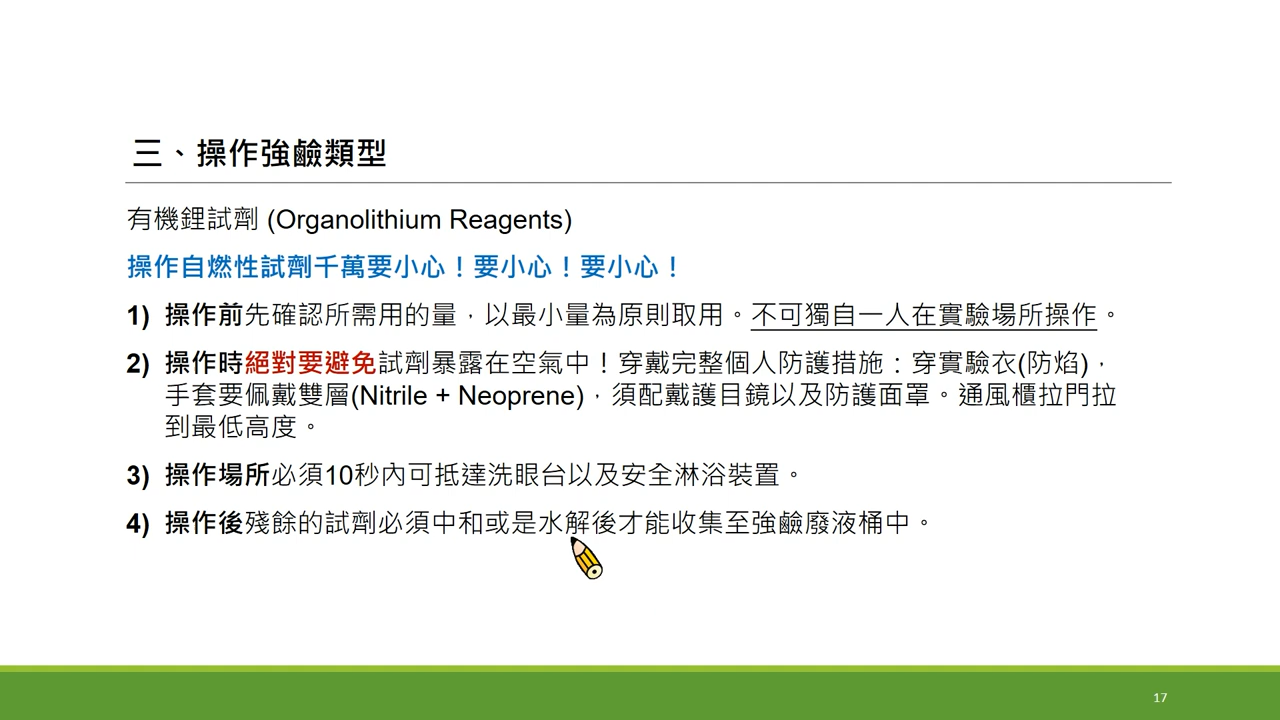 三、操作強鹼類型
有機鋰試劑 (Organolithium Reagents)
操作自燃性試劑千萬要小心！要小心！要小心！
1) 操作前先確認所需用的量，以最小量為原則取用。不可獨自一人在實驗場所操作。
2) 操作時絕對要避免試劑暴露在空氣中！穿戴完整個人防護措施：穿實驗衣(防焰)，
手套要佩戴雙層(Nitrile + Neoprene)，須配戴護目鏡以及防護面罩。通風櫃拉門拉
到最低高度。
3) 操作場所必須10秒內可抵達洗眼台以及安全淋浴裝置。
4) 操作後殘餘的試劑必須中和或是水解後才能收集至強鹼廢液桶中。
17